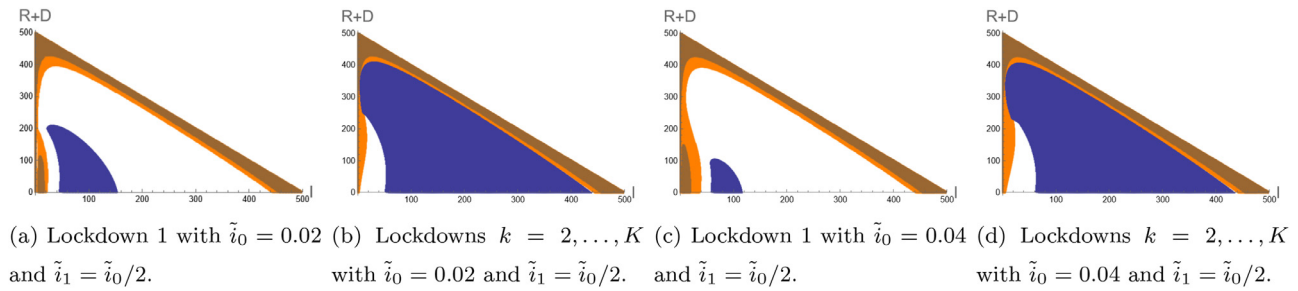 R+D R+D R+D R+D
500 500 500 500
400 400 400 400
300 300 300 300
200 200 200 200
100 100 100 100
0 0 0 0
0 100 200 300 400 500 I 0 100 200 300 400 500 I 0 100 200 300 400 500 I 0 100 200 300 400 500 I
(a) Lockdown 1 with ĩ₀ = 0.02 (b) Lockdowns k = 2, . . . , K (c) Lockdown 1 with ĩ₀ = 0.04 (d) Lockdowns k = 2, . . . , K
and ĩ₁ = ĩ₀/2. with ĩ₀ = 0.02 and ĩ₁ = ĩ₀/2. and ĩ₁ = ĩ₀/2. with ĩ₀ = 0.04 and ĩ₁ = ĩ₀/2.